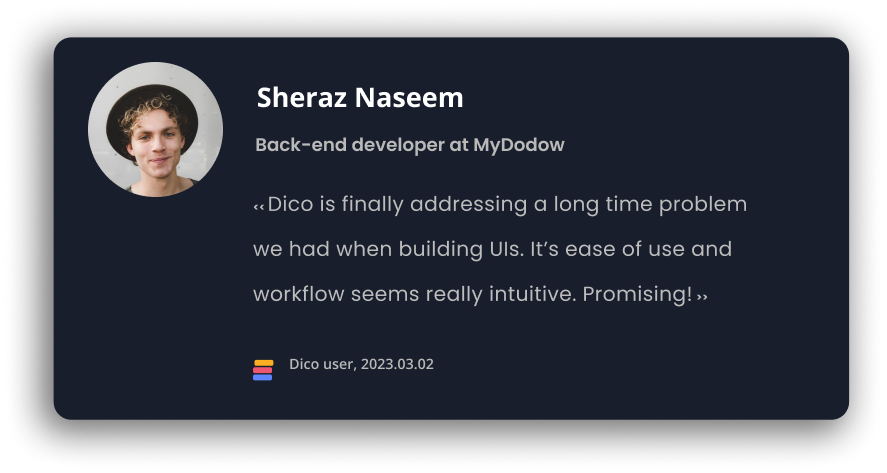 Sheraz Naseem
Back-end developer at MyDodow
‹‹ Dico is finally addressing a long time problem
we had when building UIs. It’s ease of use and
workflow seems really intuitive. Promising! ››
Dico user, 2023.03.02